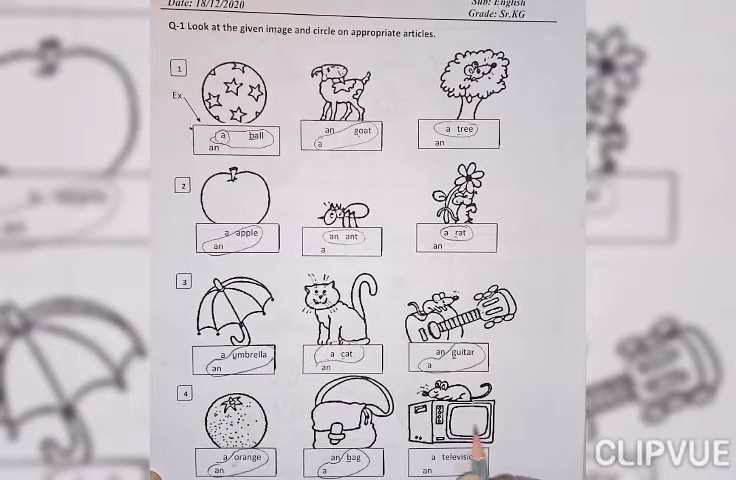 Date: 18/12/2020
Sub: English
Grade: Sr.KG
Q-1 Look at the given image and circle on appropriate articles.
1
Ex
a ball
an
an goat
a
a tree
an
2
a apple
an
an ant
a
a rat
an
3
a umbrella
an
a cat
an
an guitar
a
4
a orange
an
an bag
a
a
an
CLIPVUE